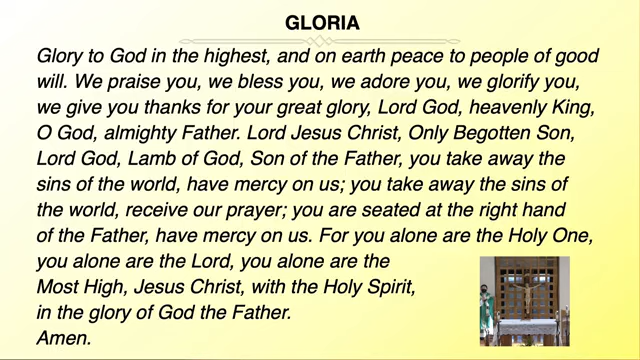 GLORIA
Glory to God in the highest, and on earth peace to people of good
will. We praise you, we bless you, we adore you, we glorify you,
we give you thanks for your great glory, Lord God, heavenly King,
O God, almighty Father. Lord Jesus Christ, Only Begotten Son,
Lord God, Lamb of God, Son of the Father, you take away the
sins of the world, have mercy on us; you take away the sins of
the world, receive our prayer; you are seated at the right hand
of the Father, have mercy on us. For you alone are the Holy One,
you alone are the Lord, you alone are the
Most High, Jesus Christ, with the Holy Spirit,
in the glory of God the Father.
Amen.